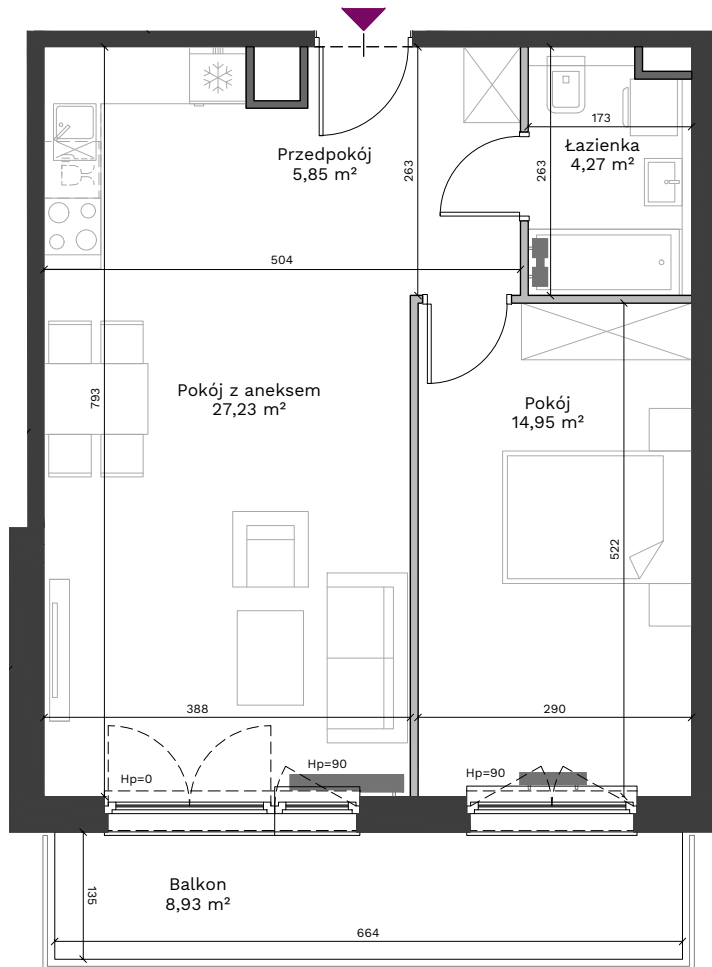 Przedpokój
5,85 m²
263
173
Łazienka
4,27 m²
263
504
793
Pokój z aneksem
27,23 m²
Pokój
14,95 m²
522
388
290
Hp=0
Hp=90
Hp=90
Balkon
8,93 m²
135
664